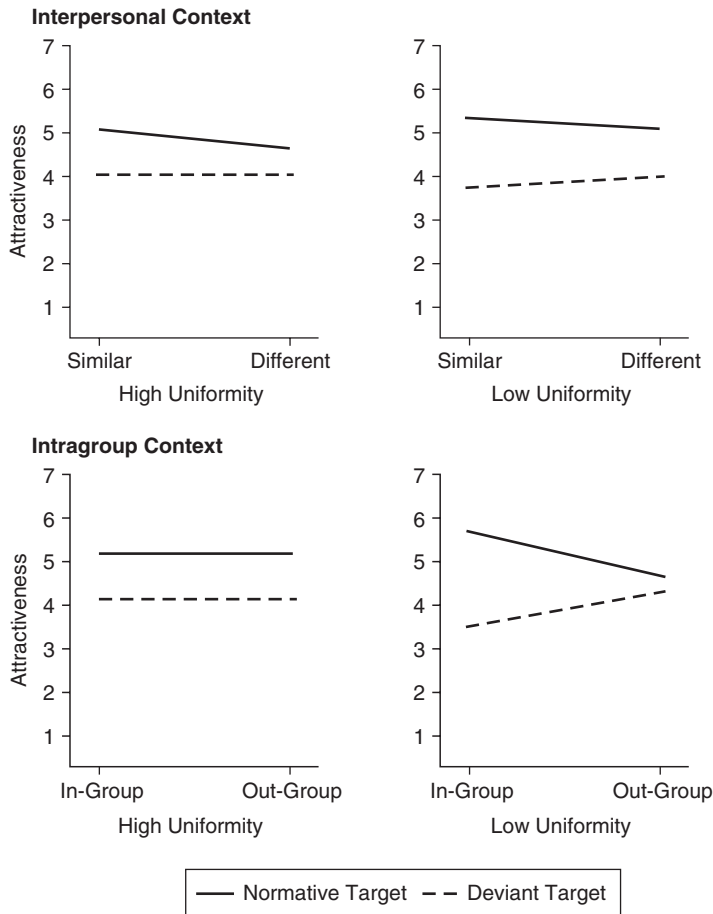 Interpersonal Context
7
6
5
4
3
2
1
Attractiveness
Similar Different
High Uniformity
7
6
5
4
3
2
1
Similar Different
Low Uniformity
Intragroup Context
7
6
5
4
3
2
1
Attractiveness
In-Group Out-Group
High Uniformity
7
6
5
4
3
2
1
In-Group Out-Group
Low Uniformity
Normative Target Deviant Target